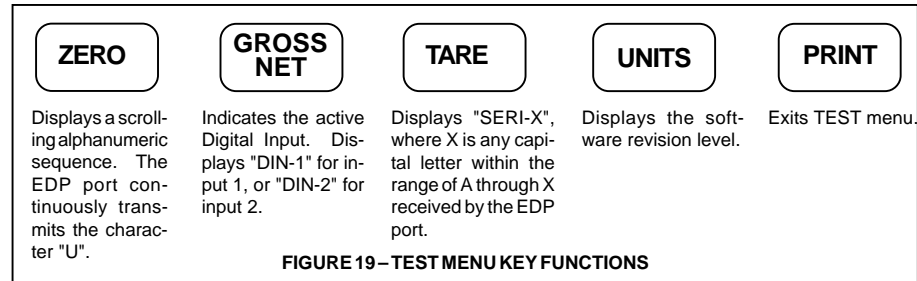 ZERO
GROSS
NET
TARE
UNITS
PRINT
Displays a scroll-
ing alphanumeric
sequence. The
EDP port con-
tinuously trans-
mits the charac-
ter "U".
Indicates the active
Digital Input. Dis-
plays "DIN-1" for in-
put 1, or "DIN-2" for
input 2.
Displays "SERI-X",
where X is any capi-
tal letter within the
range of A through X
received by the EDP
port.
Displays the soft-
ware revision level.
Exits TEST menu.
FIGURE 19 – TEST MENU KEY FUNCTIONS